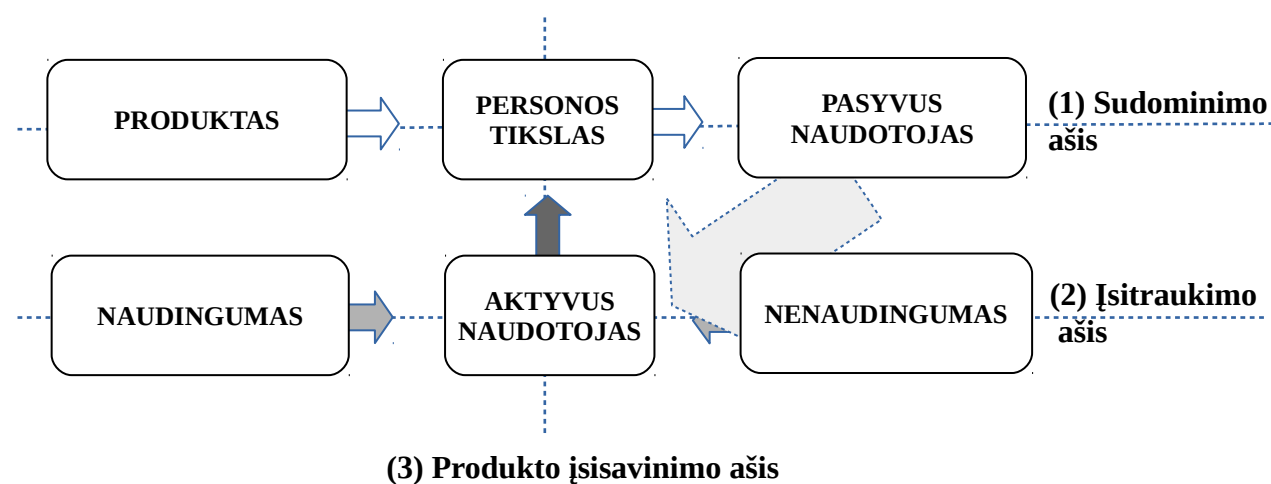 PRODUKTAS
PERSONOS
TIKSLAS
PASYVUS
NAUDOTOJAS
(1) Sudominimo
ašis
NAUDINGUMAS
AKTYVUS
NAUDOTOJAS
NENAUDINGUMAS
(2) Įsitraukimo
ašis
(3) Produkto įsisavinimo ašis